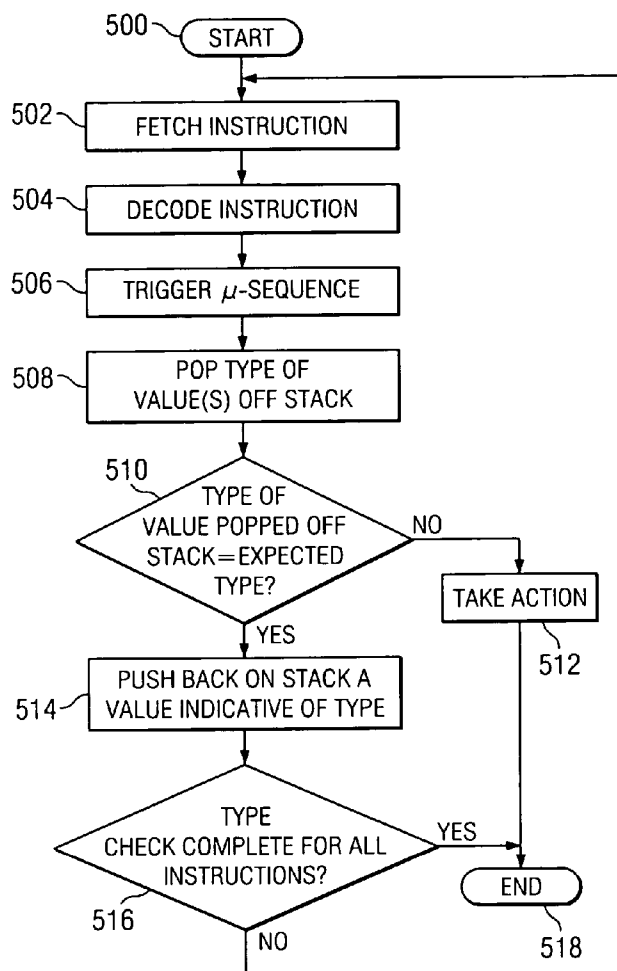 500
START
502
FETCH INSTRUCTION
504
DECODE INSTRUCTION
506
TRIGGER μ-SEQUENCE
508
POP TYPE OF
VALUE(S) OFF STACK
510
TYPE OF
VALUE POPPED OFF
STACK=EXPECTED
TYPE?
NO
TAKE ACTION
512
YES
514
PUSH BACK ON STACK A
VALUE INDICATIVE OF TYPE
TYPE
CHECK COMPLETE FOR ALL
INSTRUCTIONS?
516
YES
END
518
NO